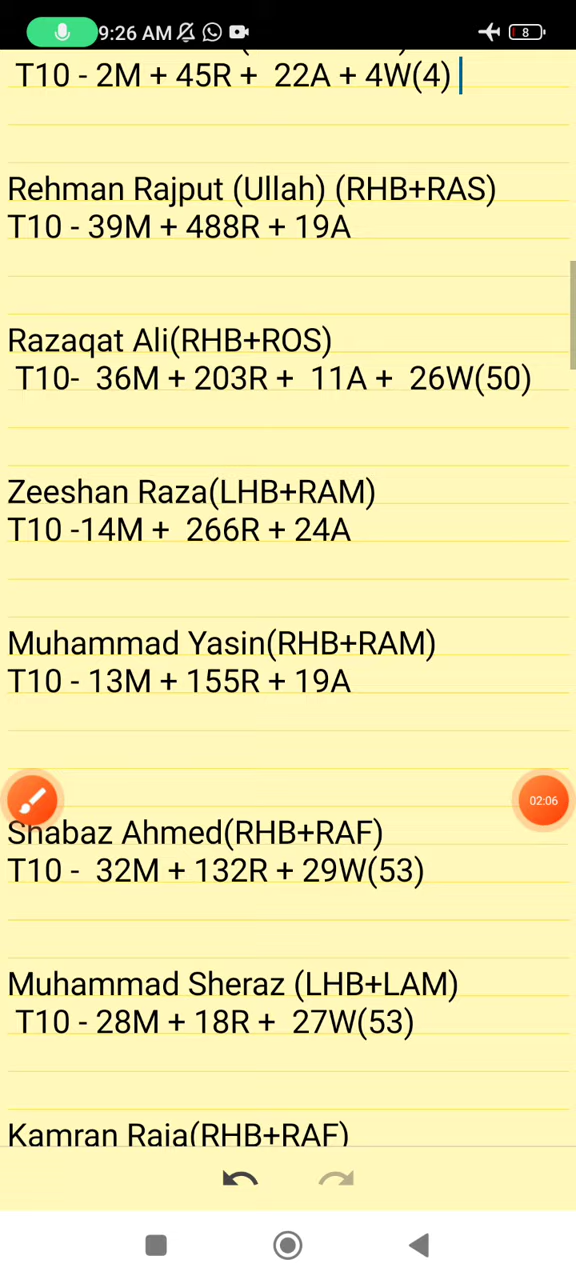 9:26 AM
8
T10 - 2M + 45R + 22A + 4W(4)
Rehman Rajput (Ullah) (RHB+RAS)
T10 - 39M + 488R + 19A
Razaqat Ali(RHB+ROS)
T10- 36M + 203R + 11A + 26W(50)
Zeeshan Raza(LHB+RAM)
T10 -14M + 266R + 24A
Muhammad Yasin(RHB+RAM)
T10 - 13M + 155R + 19A
02:06
Shabaz Ahmed(RHB+RAF)
T10 - 32M + 132R + 29W(53)
Muhammad Sheraz (LHB+LAM)
T10 - 28M + 18R + 27W(53)
Kamran Raja(RHB+RAF)